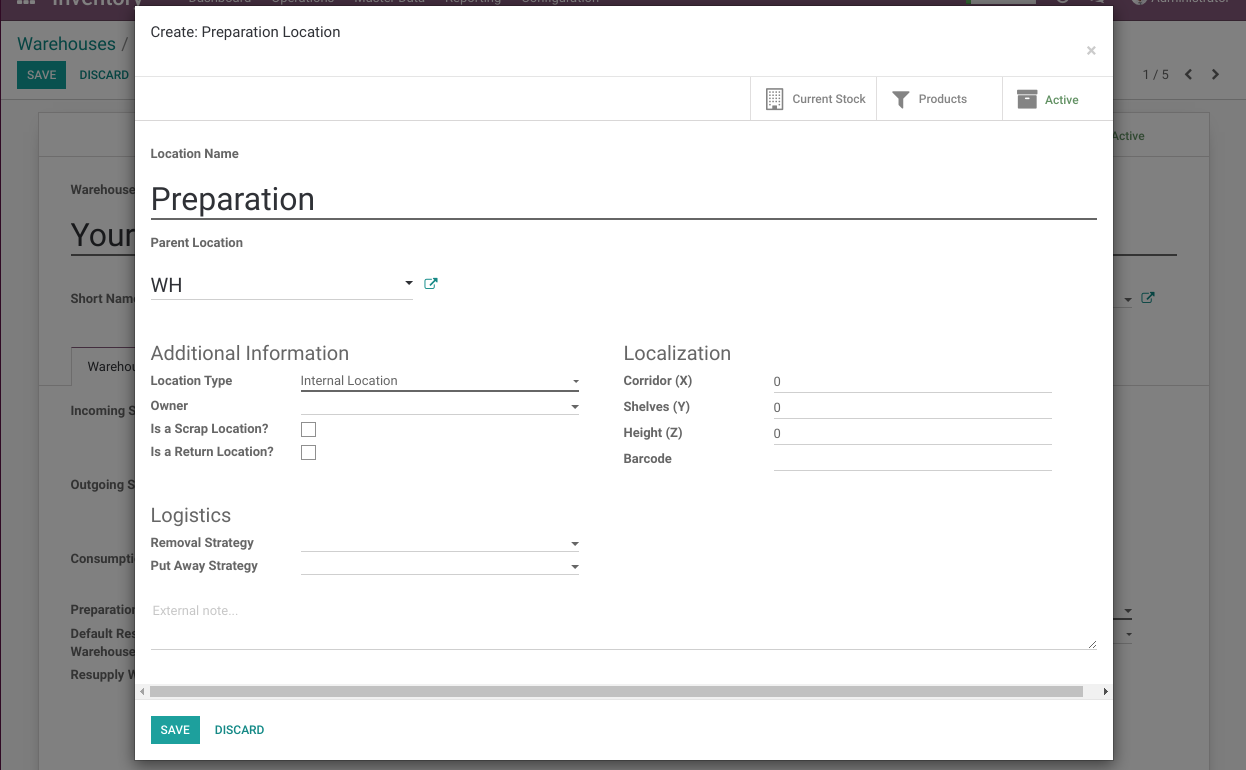 Inventory Dashboard Operations Master Data Reporting Configuration Administrator
Create: Preparation Location
×
Warehouses /
SAVE DISCARD
1 / 5
Current Stock Products Active
Active
Location Name
Warehouse
Preparation
Your
Parent Location
WH
Short Nam
Additional Information Localization
Warehou
Location Type Internal Location Corridor (X) 0
Owner Shelves (Y) 0
Incoming S
Is a Scrap Location? Height (Z) 0
Is a Return Location? Barcode
Outgoing S
Logistics
Removal Strategy
Consumpti
Put Away Strategy
Preparation
External note...
Default Res
Warehouse
Resupply W
SAVE DISCARD